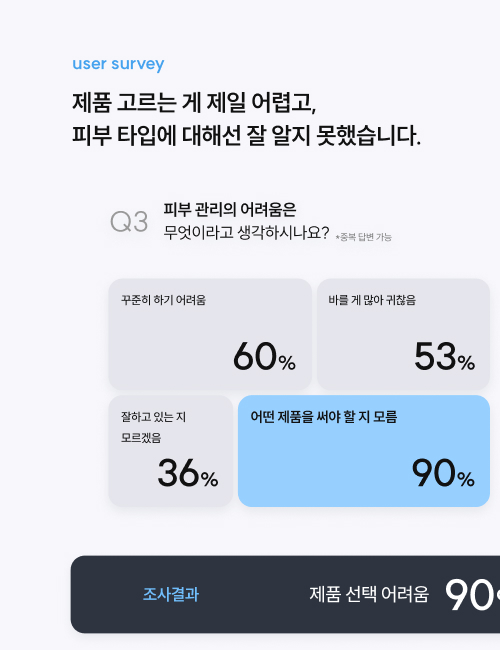 user survey
제품 고르는 게 제일 어렵고,
피부 타입에 대해선 잘 알지 못했습니다.
Q3
피부 관리의 어려움은
무엇이라고 생각하시나요? *중복 답변 가능
꾸준히 하기 어려움
60%
바를 게 많아 귀찮음
53%
잘하고 있는 지
모르겠음
36%
어떤 제품을 써야 할 지 모름
90%
조사결과
제품 선택 어려움 90